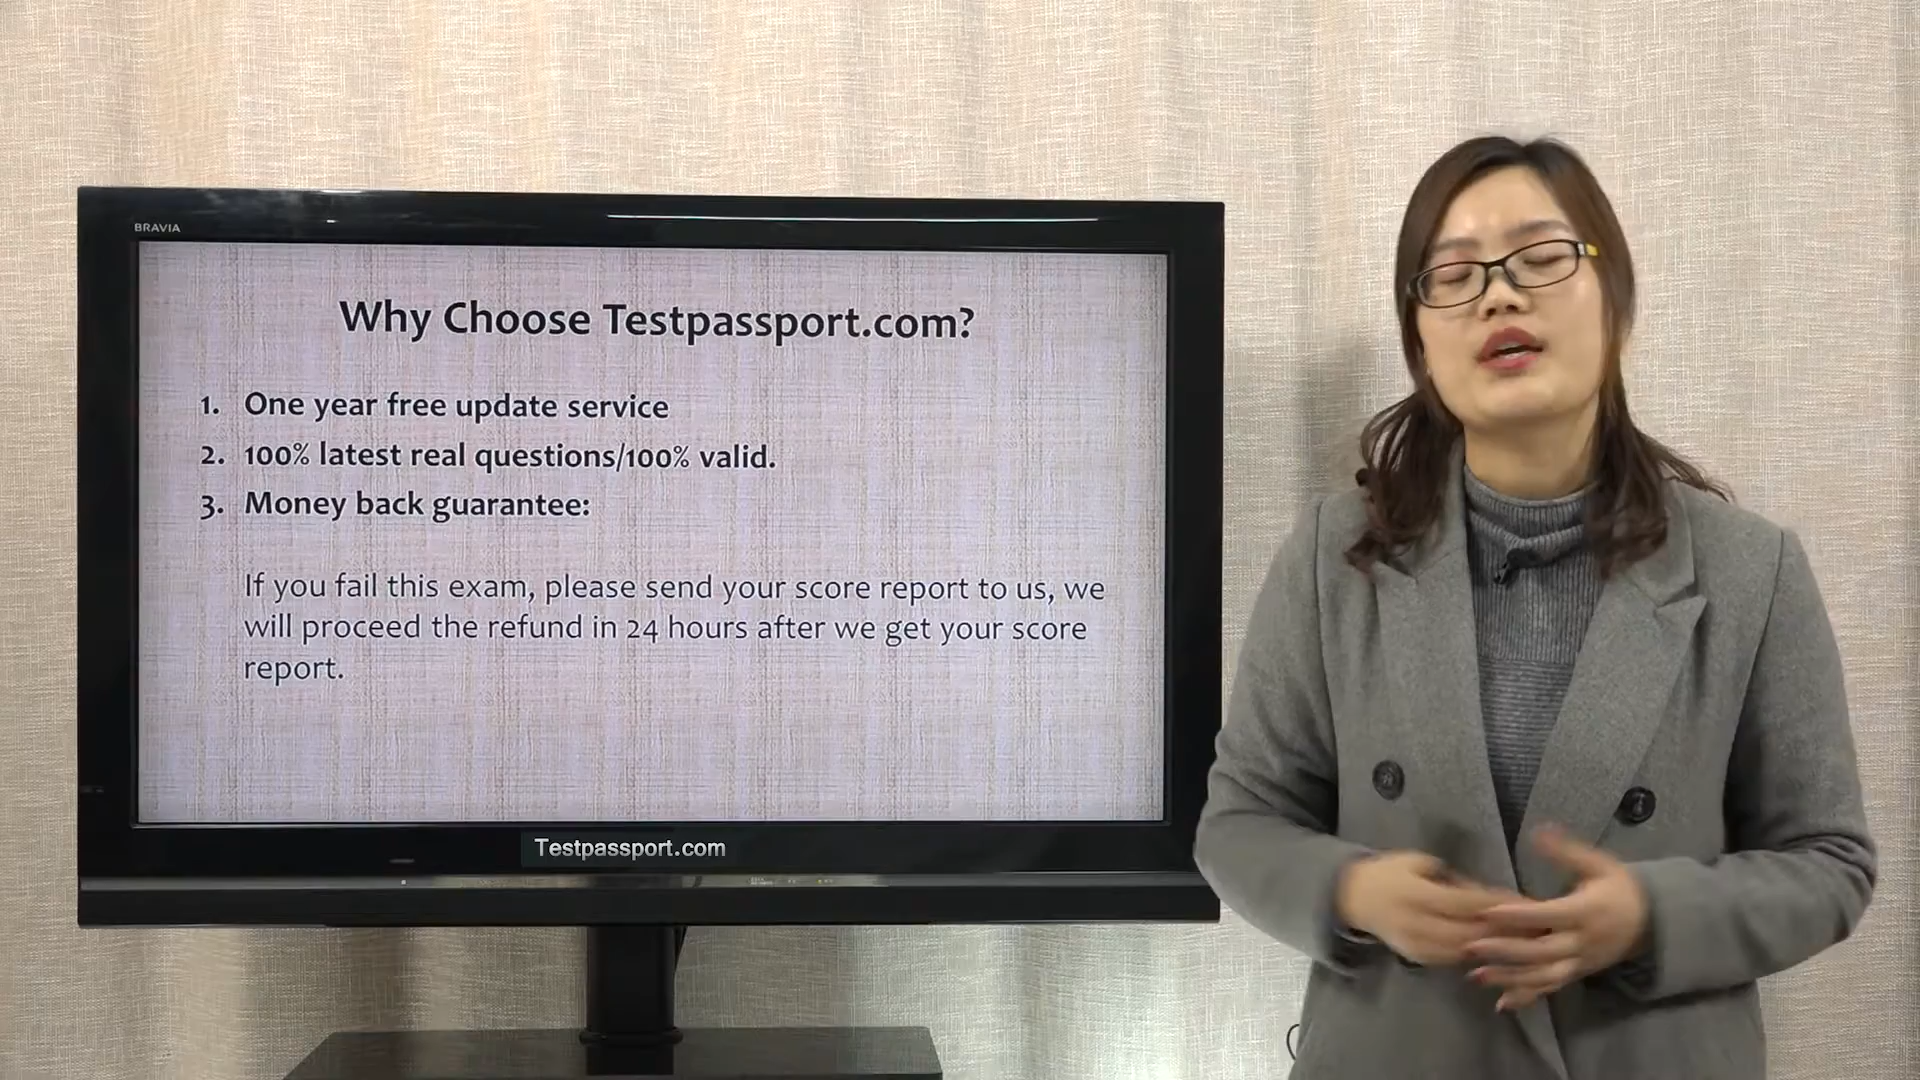 BRAVIA
Why Choose Testpassport.com?
1. One year free update service
2. 100% latest real questions/100% valid.
3. Money back guarantee:
If you fail this exam, please send your score report to us, we
will proceed the refund in 24 hours after we get your score
report.
Testpassport.com